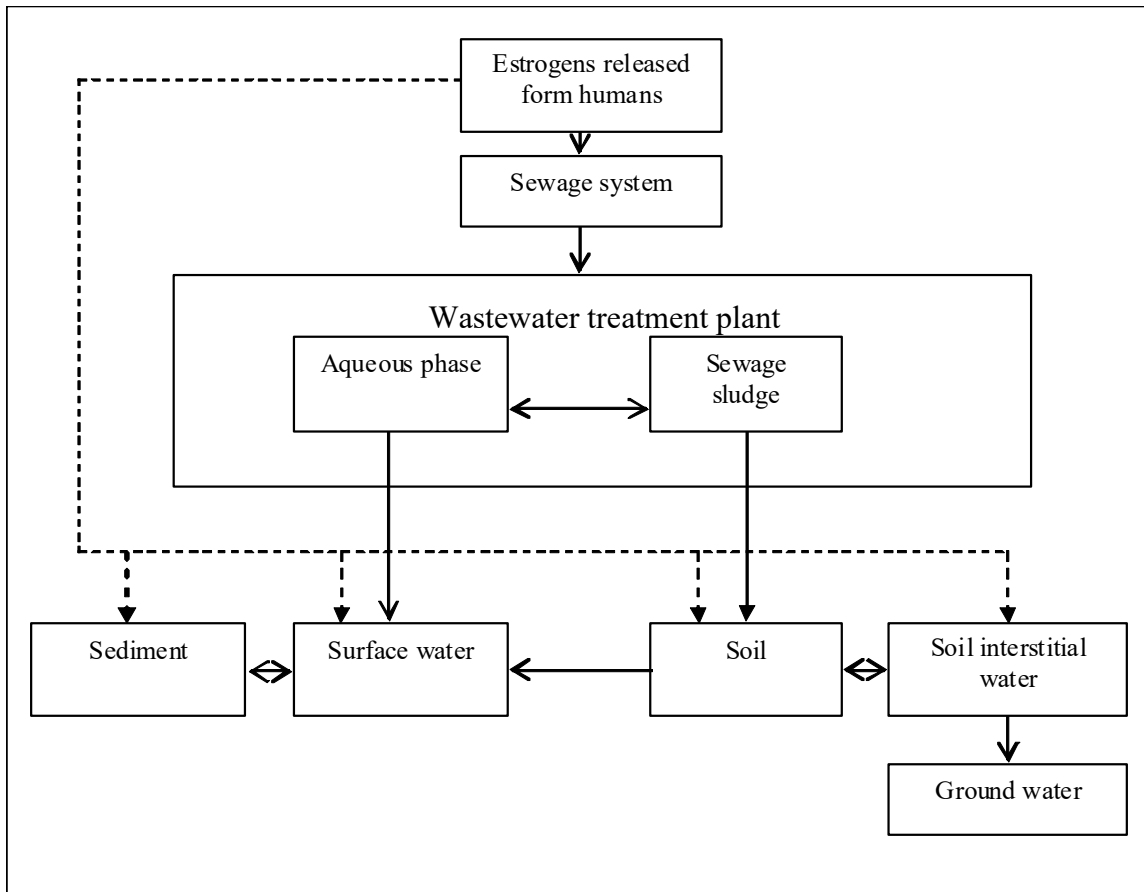 Estrogens released
form humans
Sewage system
Wastewater treatment plant
Aqueous phase
Sewage
sludge
Sediment
Surface water
Soil
Soil interstitial
water
Ground water